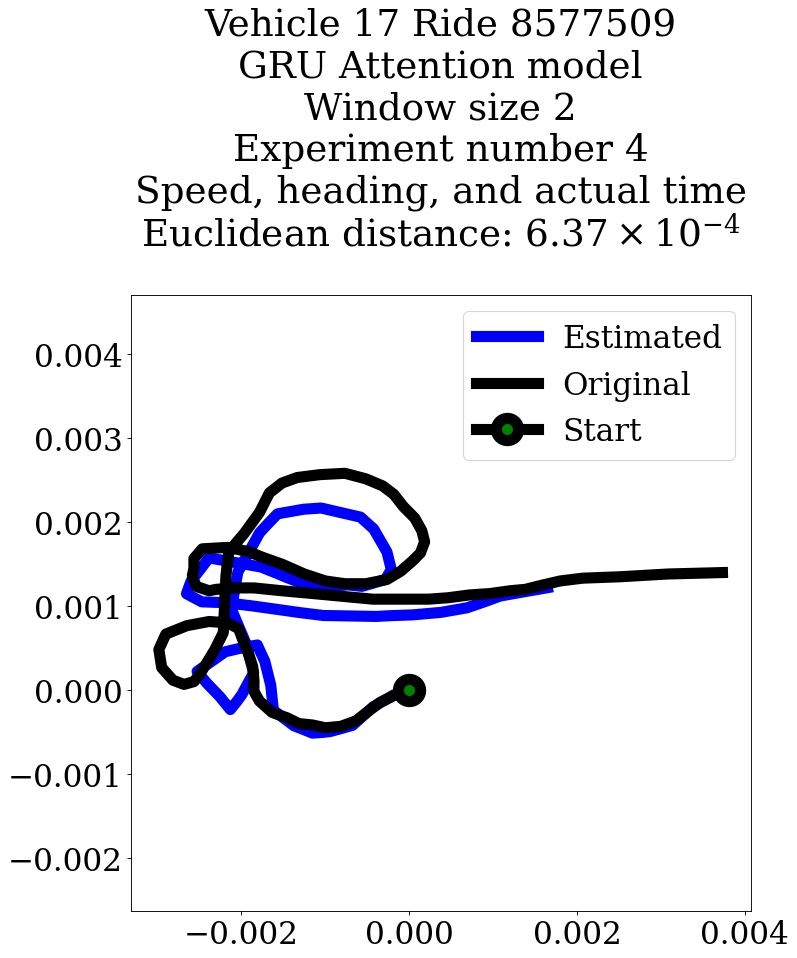 Vehicle 17 Ride 8577509
GRU Attention model
Window size 2
Experiment number 4
Speed, heading, and actual time
Euclidean distance: 6.37 × 10⁻⁴
Estimated
Original
Start
0.004
0.003
0.002
0.001
0.000
−0.001
−0.002
−0.002
0.000
0.002
0.004